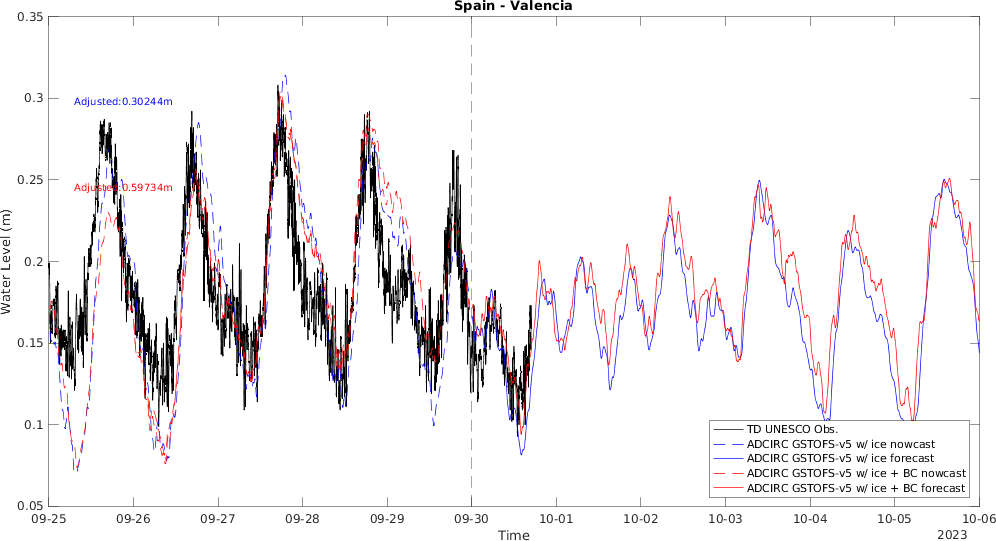 Spain - Valencia
0.35
0.3
0.25
0.2
0.15
0.1
0.05
Water Level (m)
Adjusted:0.30244m
Adjusted:0.59734m
TD UNESCO Obs.
ADCIRC GSTOFS-v5 w/ ice nowcast
ADCIRC GSTOFS-v5 w/ ice forecast
ADCIRC GSTOFS-v5 w/ ice + BC nowcast
ADCIRC GSTOFS-v5 w/ ice + BC forecast
09-25 09-26 09-27 09-28 09-29 09-30 10-01 10-02 10-03 10-04 10-05 10-06
Time
2023